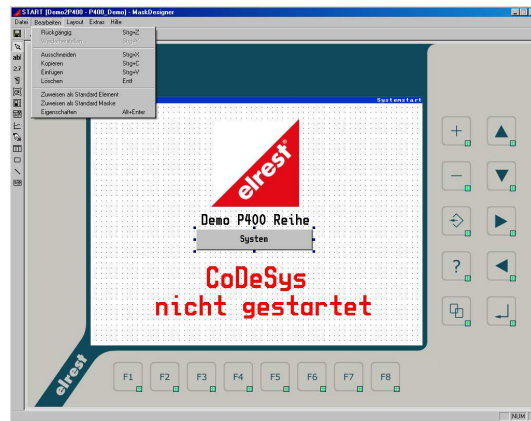 START [Demo2P400 - P400_Demo] - MaskDesigner
Datei Bearbeiten Layout Extras Hilfe
Rückgängig Strg+Z
Ausschneiden Strg+X
Kopieren Strg+C
Einfügen Strg+V
Löschen Entf
Zuweisen als Standard Element
Zuweisen als Standard Maske
Eigenschaften Alt+Enter
abl
Systemstart
elrest
Demo P400 Reihe
System
CoDeSys
nicht gestartet
+
-
?
elrest
F1 F2 F3 F4 F5 F6 F7 F8
NUM